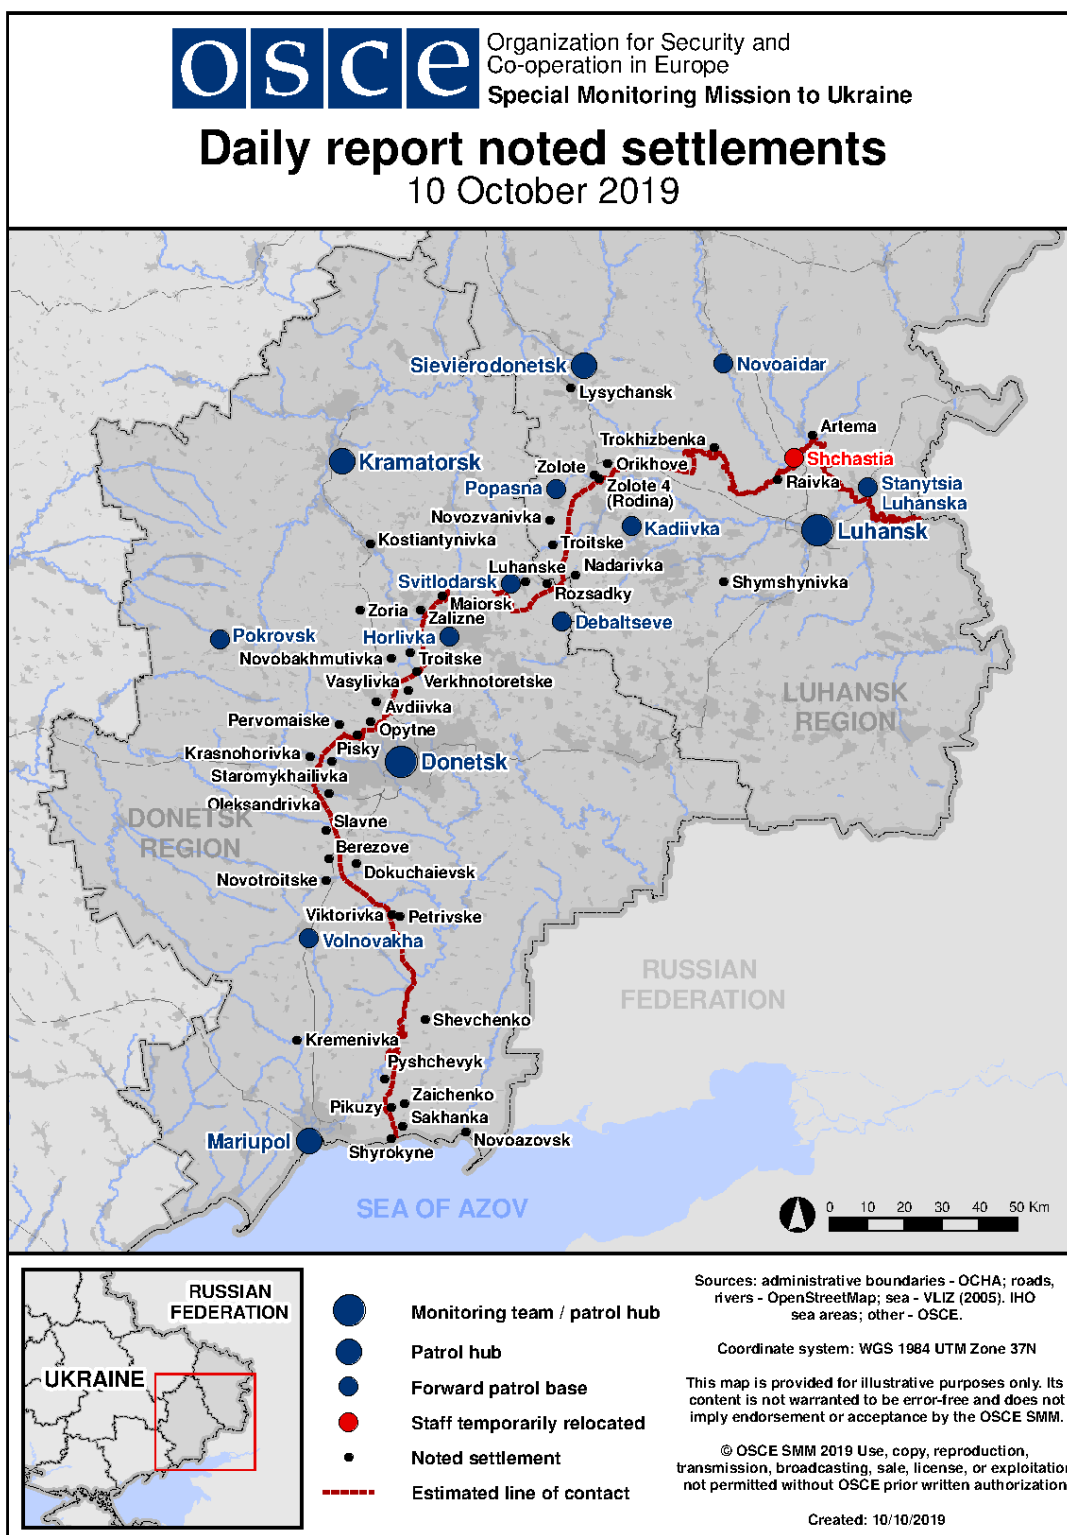 osce
Organization for Security and
Co-operation in Europe
Special Monitoring Mission to Ukraine
Daily report noted settlements
10 October 2019
Sievierodonetsk
Novoaidar
Lysychansk
Artema
Trokhizbenka
Shchastia
Kramatorsk
Orikhove
Zolote
Raivka
Stanytsia
Luhanska
Popasna
Zolote 4
(Rodina)
Novozvanivka
Kadiivka
Luhansk
Kostiantynivka
Troitske
Luhanske
Nadarivka
Svitlodarsk
Shymshynivka
Rozsadky
Maiorsk
Zoria
Zalizne
Debaltseve
Pokrovsk
Horlivka
Novobakhmutivka
Troitske
Vasylivka
Verkhnotoretske
LUHANSK
REGION
Avdiivka
Pervomaiske
Opytne
Krasnohorivka
Pisky
Donetsk
Staromykhailivka
Oleksandrivka
DONETSK
REGION
Slavne
Berezove
Dokuchaievsk
Novotroitske
Viktorivka
Petrivske
Volnovakha
RUSSIAN
FEDERATION
Shevchenko
Kremenivka
Pyshchevyk
Zaichenko
Pikuzy
Sakhanka
Mariupol
Novoazovsk
Shyrokyne
SEA OF AZOV
0 10 20 30 40 50 Km
RUSSIAN
FEDERATION
UKRAINE
Monitoring team / patrol hub
Patrol hub
Forward patrol base
Staff temporarily relocated
Noted settlement
Estimated line of contact
Sources: administrative boundaries - OCHA; roads,
rivers - OpenStreetMap; sea - VLIZ (2005). IHO
sea areas; other - OSCE.
Coordinate system: WGS 1984 UTM Zone 37N
This map is provided for illustrative purposes only. Its
content is not warranted to be error-free and does not
imply endorsement or acceptance by the OSCE SMM.
© OSCE SMM 2019 Use, copy, reproduction,
transmission, broadcasting, sale, license, or exploitation
not permitted without OSCE prior written authorization
Created: 10/10/2019